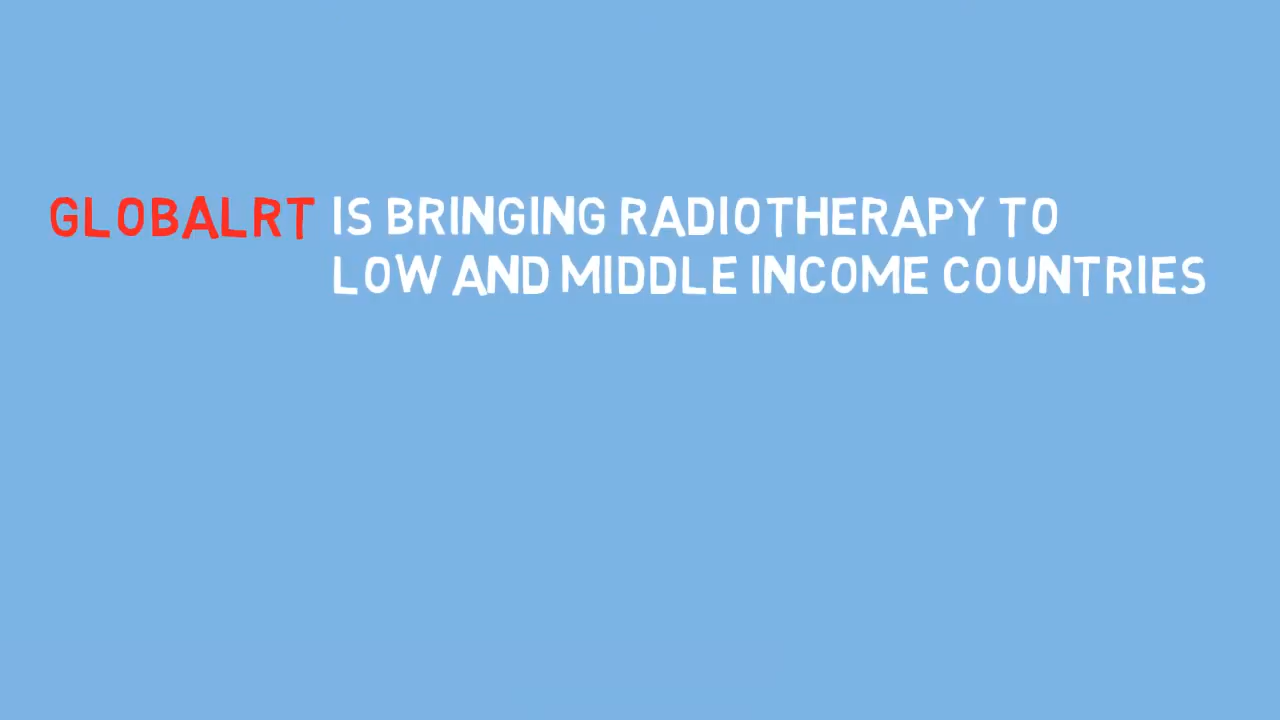 GLOBALRT IS BRINGING RADIOTHERAPY TO
LOW AND MIDDLE INCOME COUNTRIES